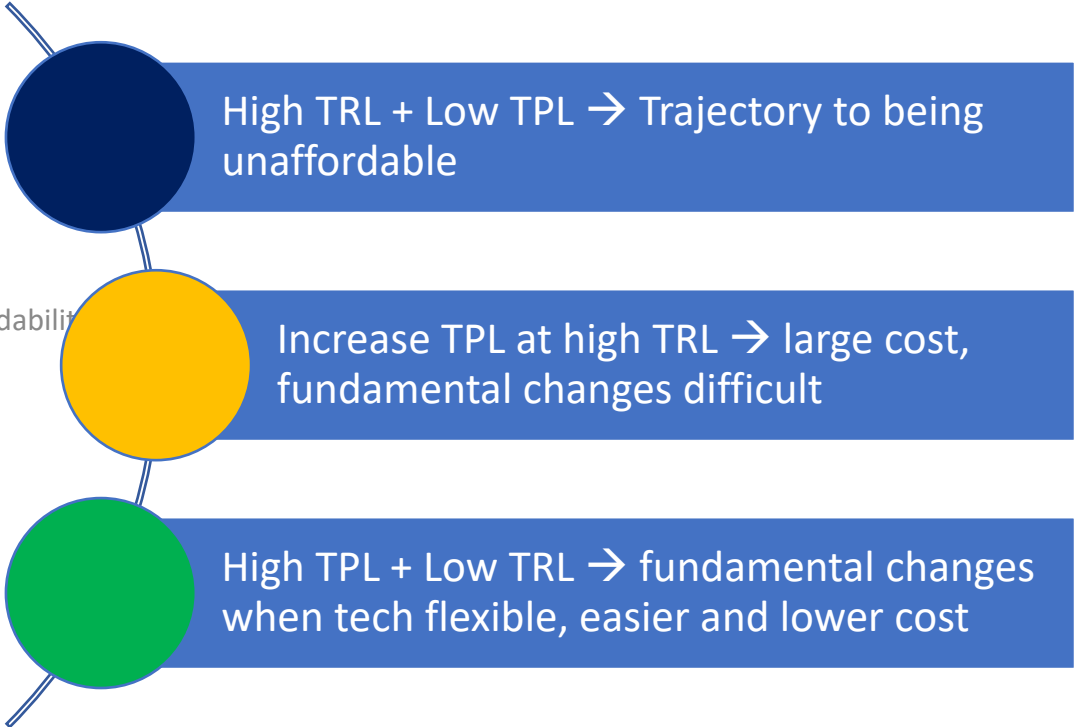 High TRL + Low TPL → Trajectory to being
unaffordable
dabilit
Increase TPL at high TRL → large cost,
fundamental changes difficult
High TPL + Low TRL → fundamental changes
when tech flexible, easier and lower cost